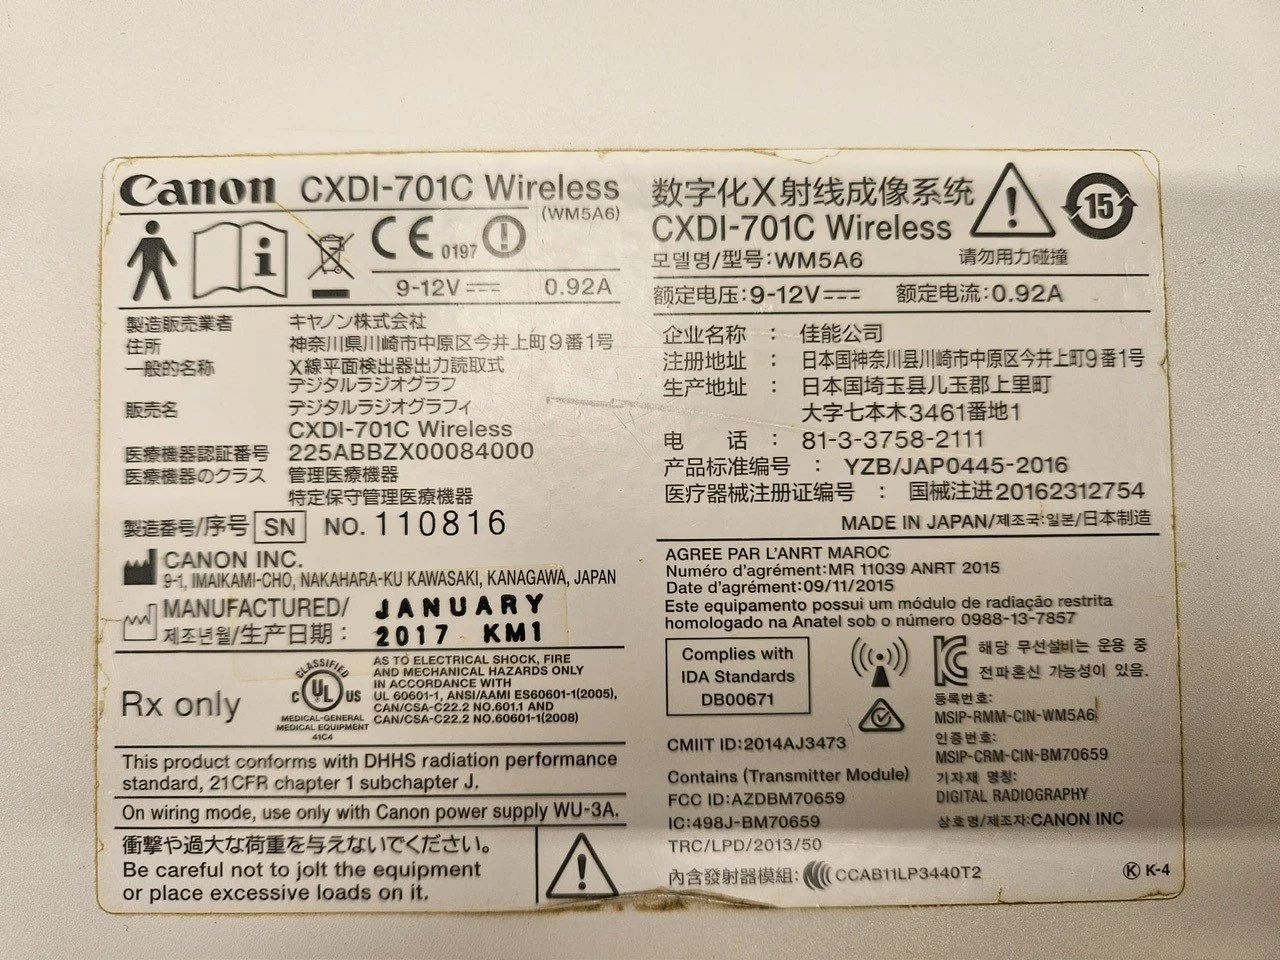 Canon CXDI-701C Wireless
(WM5A6)
i
CE 0197
9-12V 0.92A
製造販売業者 キヤノン株式会社
住所 神奈川県川崎市中原区今井上町9番1号
一般的名称 X線平面検出器出力読取式
デジタルラジオグラフ
販売名 デジタルラジオグラフィ
CXDI-701C Wireless
医療機器認証番号 225ABBZX00084000
医療機器のクラス 管理医療機器
特定保守管理医療機器
製造番号/序号 SN NO. 110816
CANON INC.
9-1, IMAIKAMI-CHO, NAKAHARA-KU KAWASAKI, KANAGAWA, JAPAN
MANUFACTURED/ JANUARY
제조년월/生产日期： 2017 KM1
Rx only
CLASSIFIED
C UL US
MEDICAL-GENERAL
MEDICAL EQUIPMENT
41C4
AS TO ELECTRICAL SHOCK, FIRE
AND MECHANICAL HAZARDS ONLY
IN ACCORDANCE WITH
UL 60601-1, ANSI/AAMI ES60601-1(2005),
CAN/CSA-C22.2 NO.601.1 AND
CAN/CSA-C22.2 NO.60601-1(2008)
This product conforms with DHHS radiation performance
standard, 21CFR chapter 1 subchapter J.
On wiring mode, use only with Canon power supply WU-3A.
衝撃や過大な荷重を与えないでください。
Be careful not to jolt the equipment
or place excessive loads on it.
数字化X射线成像系统
CXDI-701C Wireless
모델명/型号:WM5A6
请勿用力碰撞
15
额定电压:9-12V 额定电流:0.92A
企业名称 ： 佳能公司
注册地址 ： 日本国神奈川县川崎市中原区今井上町9番1号
生产地址 ： 日本国埼玉县儿玉郡上里町
大字七本木3461番地1
电 话 ： 81-3-3758-2111
产品标准编号 ： YZB/JAP0445-2016
医疗器械注册证编号 ： 国械注进20162312754
MADE IN JAPAN/제조국:일본/日本制造
AGREE PAR L'ANRT MAROC
Numéro d'agrément:MR 11039 ANRT 2015
Date d'agrément:09/11/2015
Este equipamento possui um módulo de radiação restrita
homologado na Anatel sob o número 0988-13-7857
Complies with
IDA Standards
DB00671
해당 무선설비는 운용 중
전파혼신 가능성이 있음.
등록번호:
MSIP-RMM-CIN-WM5A6
인증번호:
MSIP-CRM-CIN-BM70659
기자재 명칭:
DIGITAL RADIOGRAPHY
상호명/제조자:CANON INC
CMIIT ID:2014AJ3473
Contains (Transmitter Module)
FCC ID:AZDBM70659
IC:498J-BM70659
TRC/LPD/2013/50
內含發射器模組: CCAB11LP3440T2
K K-4